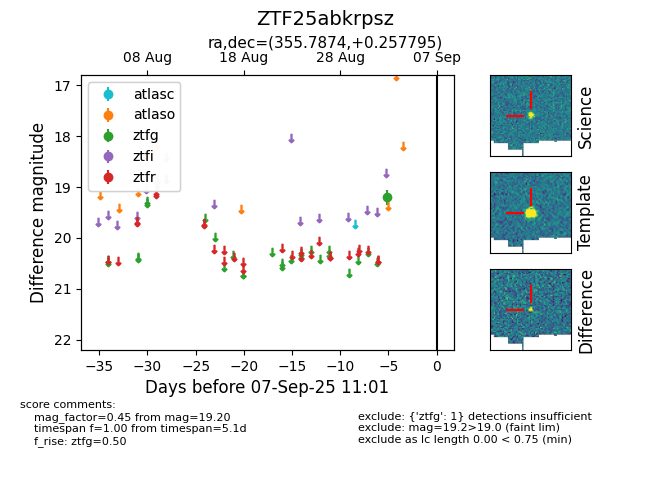 ZTF25abkrpsz
ra,dec=(355.7874,+0.257795)
08 Aug 18 Aug 28 Aug 07 Sep
17
18
19
20
21
22
Difference magnitude
atlasc
atlaso
ztfg
ztfi
ztfr
−35 −30 −25 −20 −15 −10 −5 0
Days before 07-Sep-25 11:01
Science
Template
Difference
score comments:
mag_factor=0.45 from mag=19.20
timespan f=1.00 from timespan=5.1d
f_rise: ztfg=0.50
exclude: {'ztfg': 1} detections insufficient
exclude: mag=19.2>19.0 (faint lim)
exclude as lc length 0.00 < 0.75 (min)